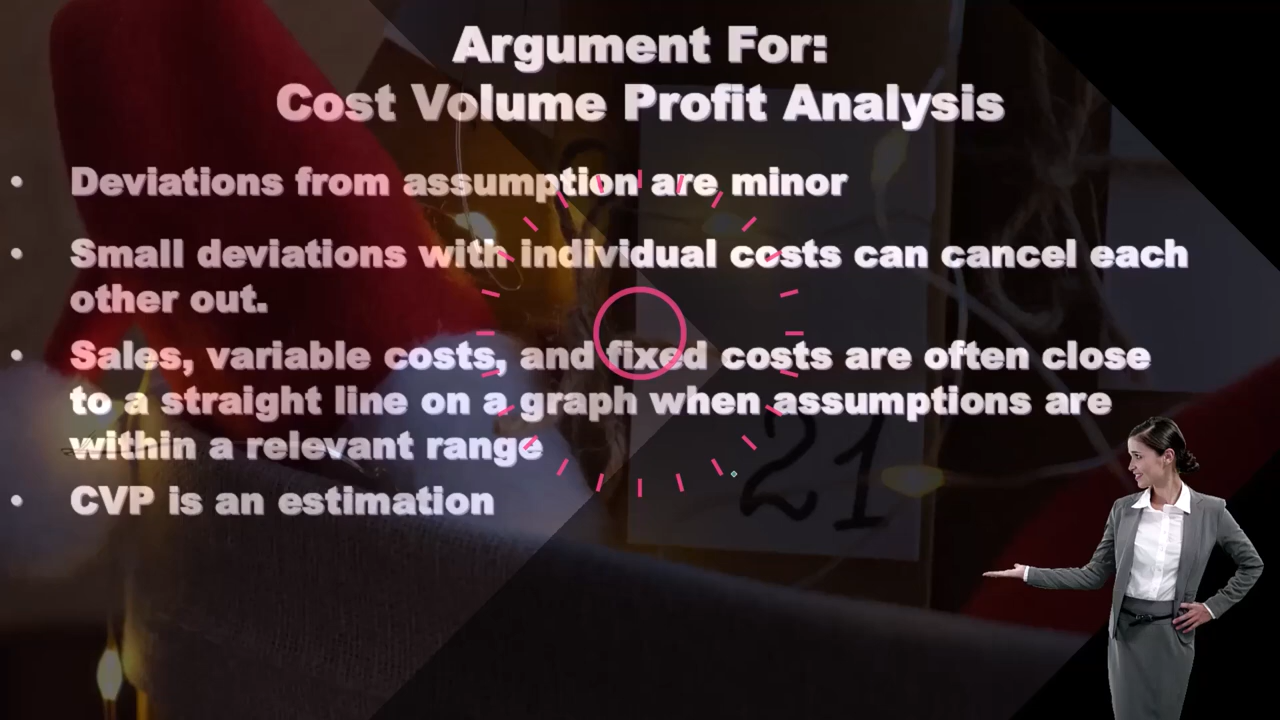 Argument For:
Cost Volume Profit Analysis
• Deviations from assumption are minor
• Small deviations with individual costs can cancel each
other out.
• Sales, variable costs, and fixed costs are often close
to a straight line on a graph when assumptions are
within a relevant range
• CVP is an estimation
21